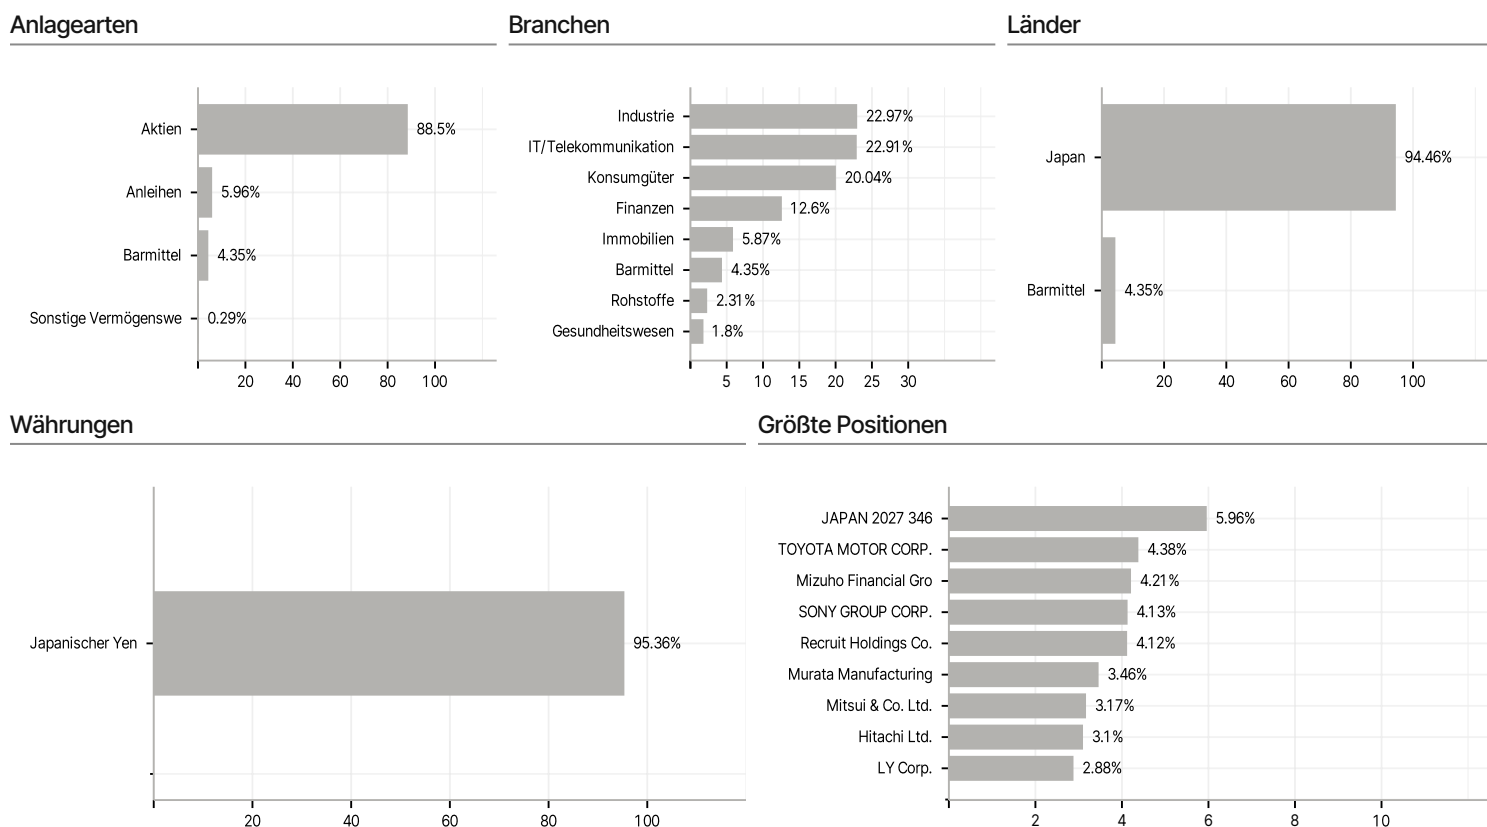 Anlagearten
Aktien 88.5%
Anleihen 5.96%
Barmittel 4.35%
Sonstige Vermögenswe 0.29%
20 40 60 80 100
Branchen
Industrie 22.97%
IT/Telekommunikation 22.91%
Konsumgüter 20.04%
Finanzen 12.6%
Immobilien 5.87%
Barmittel 4.35%
Rohstoffe 2.31%
Gesundheitswesen 1.8%
5 10 15 20 25 30
Länder
Japan 94.46%
Barmittel 4.35%
20 40 60 80 100
Währungen
Japanischer Yen 95.36%
20 40 60 80 100
Größte Positionen
JAPAN 2027 346 5.96%
TOYOTA MOTOR CORP. 4.38%
Mizuho Financial Gro 4.21%
SONY GROUP CORP. 4.13%
Recruit Holdings Co. 4.12%
Murata Manufacturing 3.46%
Mitsui & Co. Ltd. 3.17%
Hitachi Ltd. 3.1%
LY Corp. 2.88%
2 4 6 8 10